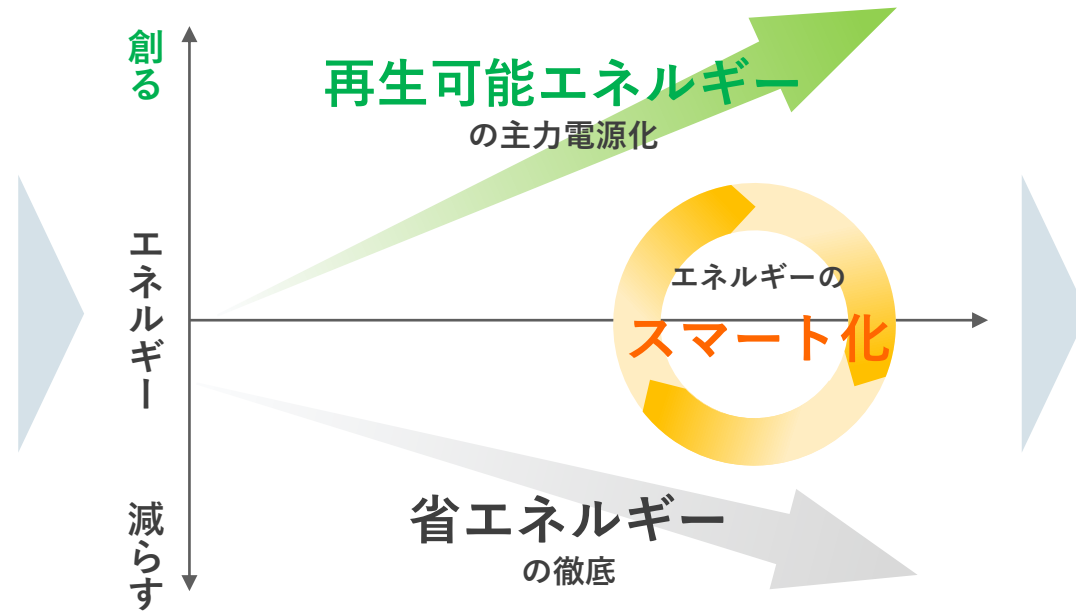 創る
再生可能エネルギー
の主力電源化
エネルギー
エネルギーの
スマート化
減らす
省エネルギー
の徹底